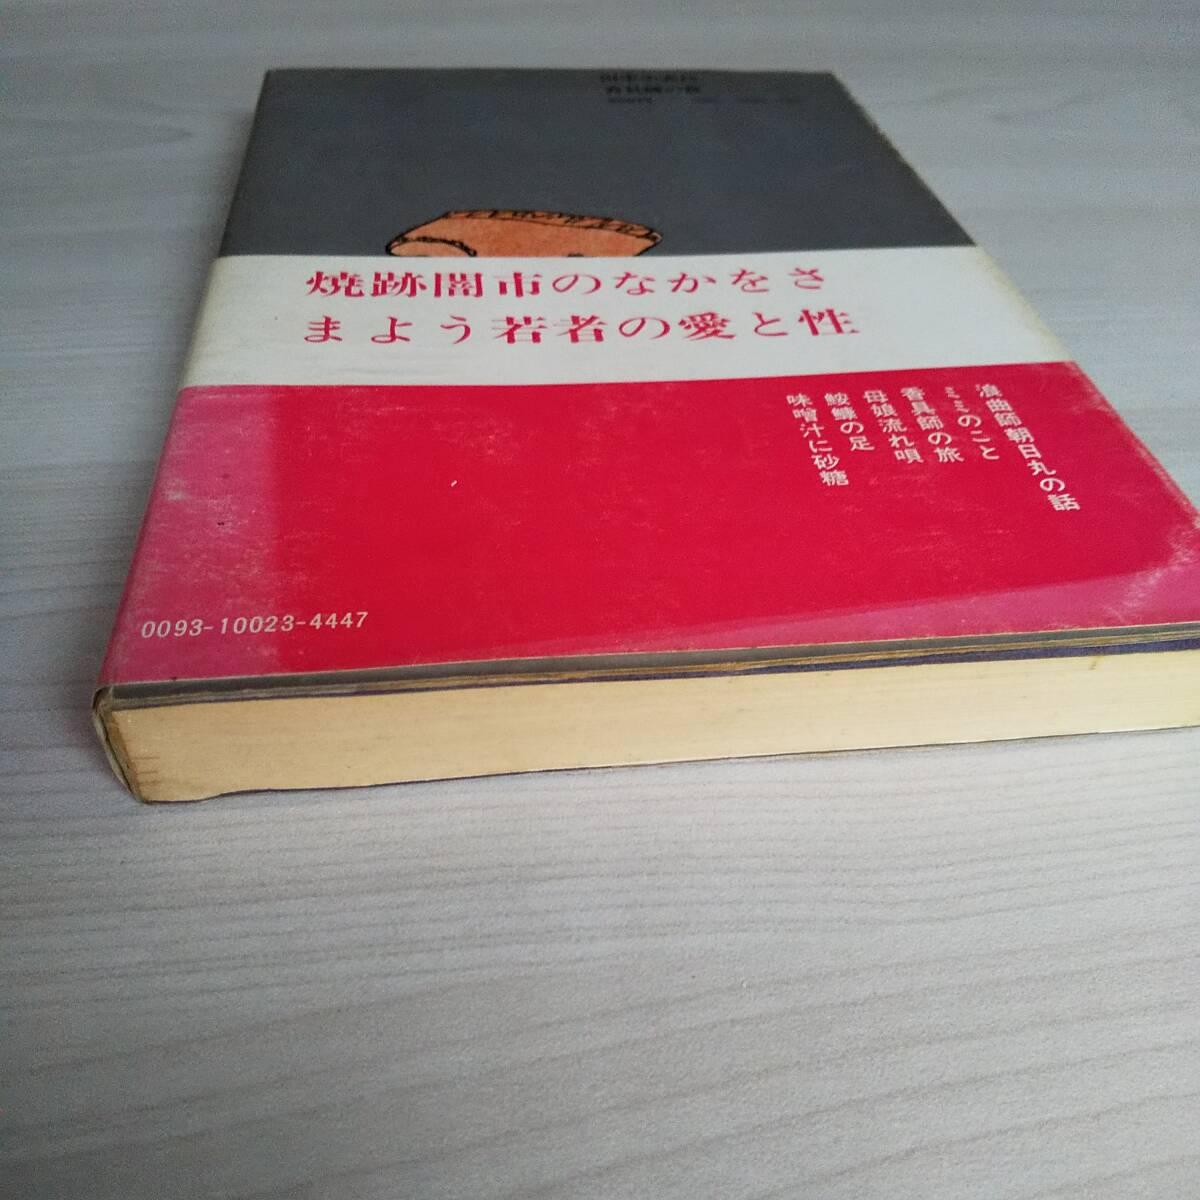 焼跡闇市のなかをさ
まよう若者の愛と性
浪曲師朝日丸の話
ミミのこと
香具師の旅
母娘流れ唄
鮟鱇の足
味噌汁に砂糖
0093-10023-4447